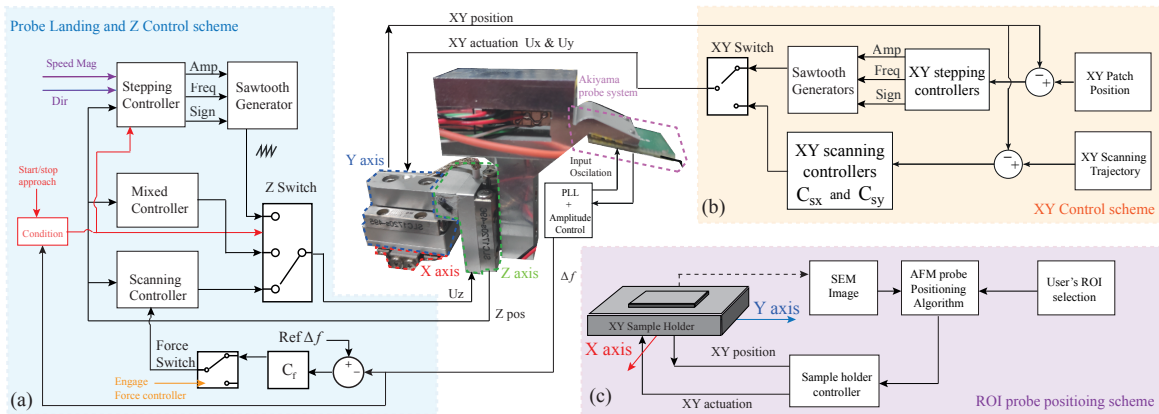 Probe Landing and Z Control scheme
Speed Mag
Dir
Stepping
Controller
Amp
Freq
Sign
Sawtooth
Generator
Start/stop
approach
Condition
Mixed
Controller
Scanning
Controller
Z Switch
Force
Switch
Engage
Force controller
C_f
Ref Δf
(a)
XY position
XY actuation Ux & Uy
Akiyama
probe system
Y axis
X axis
Z axis
Input
Oscilation
PLL
+
Amplitude
Control
Δf
Uz
Z pos
XY Switch
Sawtooth
Generators
Amp
Freq
Sign
XY stepping
controllers
XY Patch
Position
XY scanning
controllers
C_sx and C_sy
XY Scanning
Trajectory
(b)
XY Control scheme
SEM
Image
AFM probe
Positioning
Algorithm
User's ROI
selection
XY Sample Holder
Y axis
X axis
XY position
XY actuation
Sample holder
controller
(c)
ROI probe positioing scheme